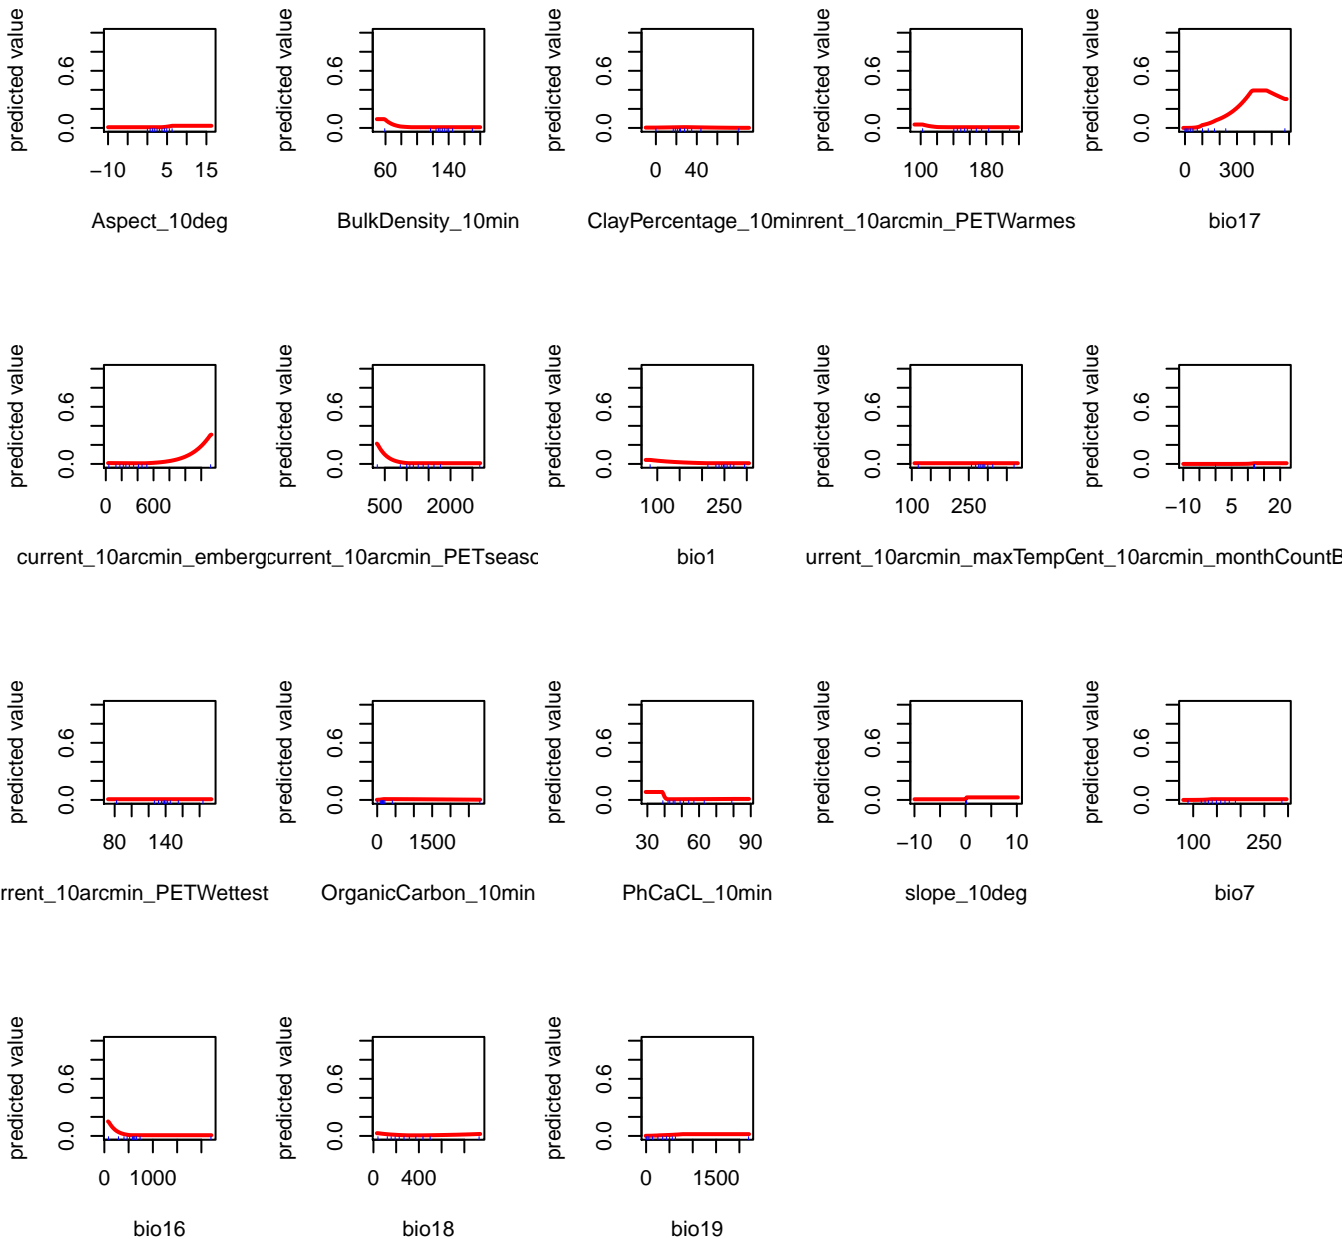 predicted value predicted value predicted value predicted value predicted value
0.6 0.6 0.6 0.6 0.6
0.0 0.0 0.0 0.0 0.0
−10 5 15 60 140 0 40 100 180 0 300
Aspect_10deg BulkDensity_10min ClayPercentage_10minrent_10arcmin_PETWarmes bio17
predicted value predicted value predicted value predicted value predicted value
0.6 0.6 0.6 0.6 0.6
0.0 0.0 0.0 0.0 0.0
0 600 500 2000 100 250 100 250 −10 5 20
current_10arcmin_embergcurrent_10arcmin_PETseasc bio1 urrent_10arcmin_maxTempCent_10arcmin_monthCountB
predicted value predicted value predicted value predicted value predicted value
0.6 0.6 0.6 0.6 0.6
0.0 0.0 0.0 0.0 0.0
80 140 0 1500 30 60 90 −10 0 10 100 250
rrent_10arcmin_PETWettest OrganicCarbon_10min PhCaCL_10min slope_10deg bio7
predicted value predicted value predicted value
0.6 0.6 0.6
0.0 0.0 0.0
0 1000 0 400 0 1500
bio16 bio18 bio19